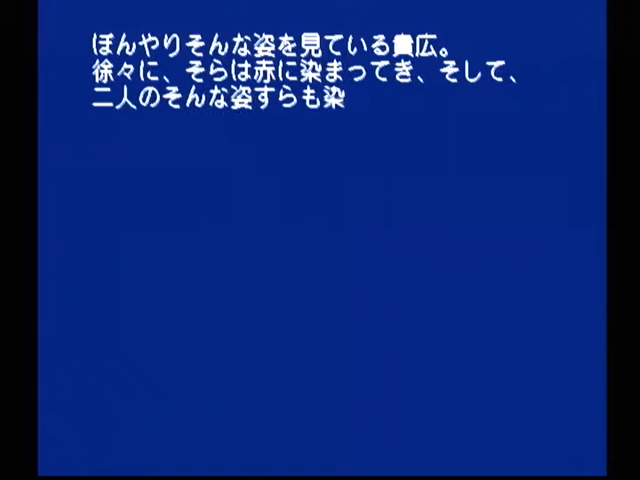 ぼんやりそんな姿を見ている貴広。
徐々に、そらは赤に染まってき、そして、
二人のそんな姿すらも染